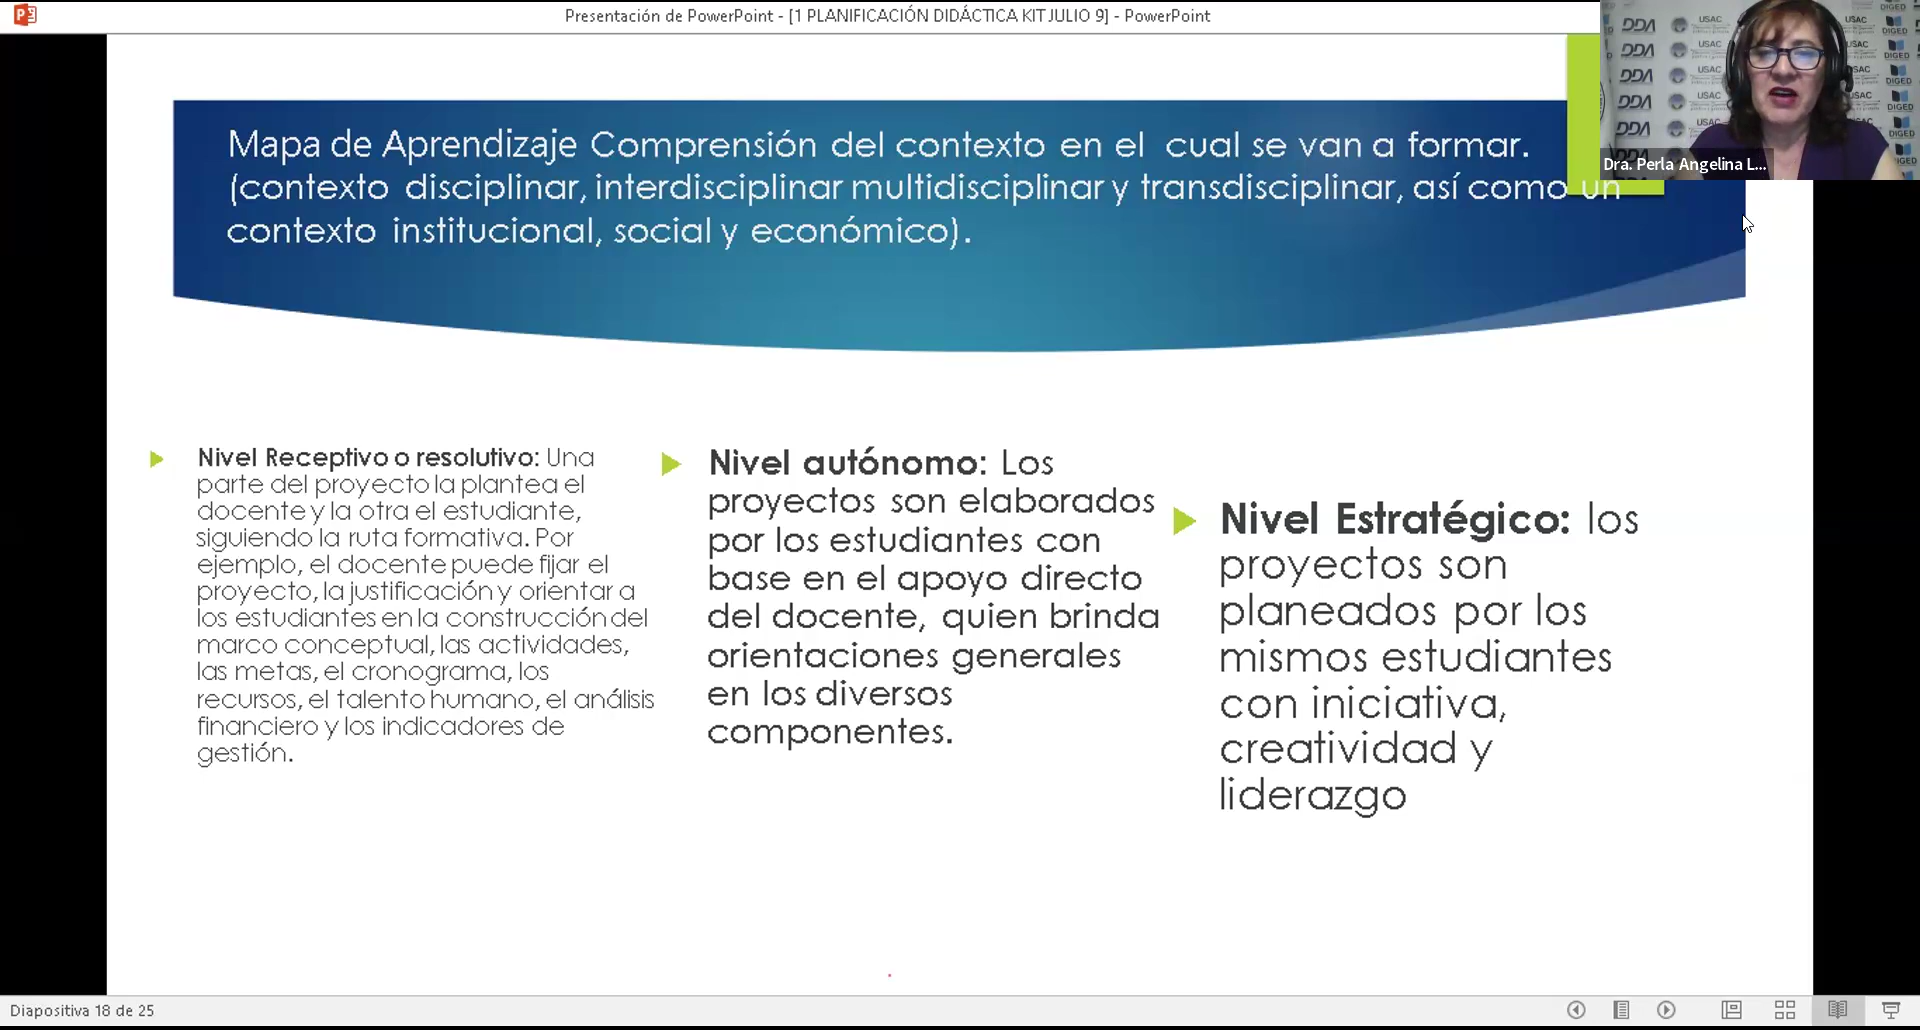 Presentación de PowerPoint - [1 PLANIFICACIÓN DIDÁCTICA KIT JULIO 9] - PowerPoint
Mapa de Aprendizaje Comprensión del contexto en el cual se van a formar.
(contexto disciplinar, interdisciplinar multidisciplinar y transdisciplinar, así como un
contexto institucional, social y económico).
DDA USAC DIGED
Dra. Perla Angelina L...
Nivel Receptivo o resolutivo: Una
parte del proyecto la plantea el
docente y la otra el estudiante,
siguiendo la ruta formativa. Por
ejemplo, el docente puede fijar el
proyecto, la justificación y orientar a
los estudiantes en la construcción del
marco conceptual, las actividades,
las metas, el cronograma, los
recursos, el talento humano, el análisis
financiero y los indicadores de
gestión.
Nivel autónomo: Los
proyectos son elaborados
por los estudiantes con
base en el apoyo directo
del docente, quien brinda
orientaciones generales
en los diversos
componentes.
Nivel Estratégico: los
proyectos son
planeados por los
mismos estudiantes
con iniciativa,
creatividad y
liderazgo
Diapositiva 18 de 25